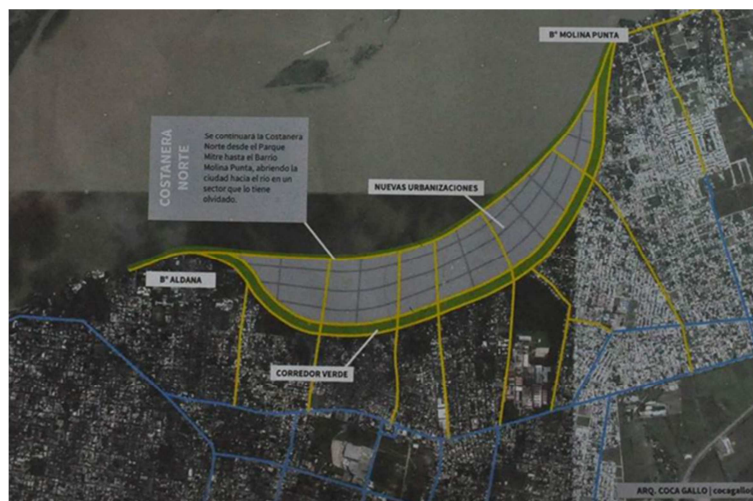 B° MOLINA PUNTA
COSTANERA
NORTE
Se continuará la Costanera
Norte desde el Parque
Mitre hasta el Barrio
Molina Punta, abriendo la
ciudad hacia el río en un
sector que lo tiene
olvidado.
NUEVAS URBANIZACIONES
B° ALDANA
CORREDOR VERDE
ARQ. COCA GALLO | cocagallo